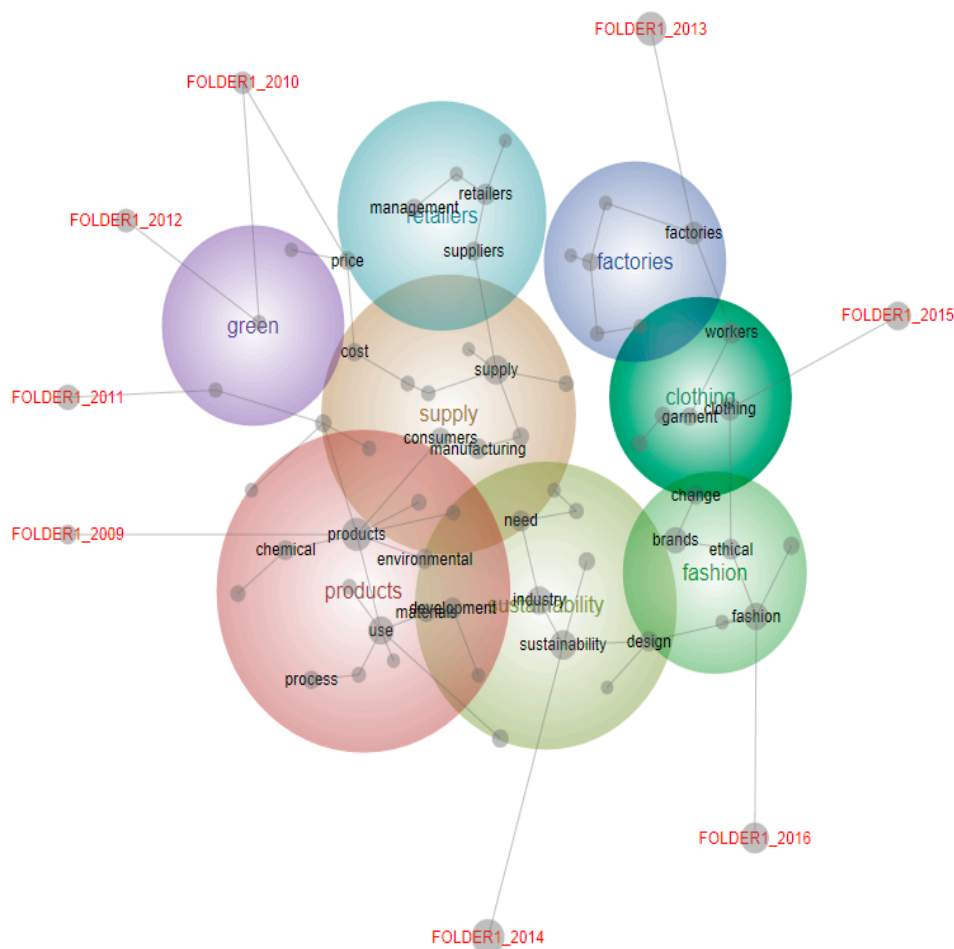 FOLDER1_2013
FOLDER1_2010
retailers
management
retailers
FOLDER1_2012
factories
suppliers
price
factories
FOLDER1_2015
green
workers
cost
supply
FOLDER1_2011
clothing
clothing
supply
garment
consumers
manufacturing
change
need
FOLDER1_2009
products
brands
chemical
ethical
environmental
fashion
products
industry
development
sustainability
materials
fashion
use
sustainability
design
process
FOLDER1_2016
FOLDER1_2014